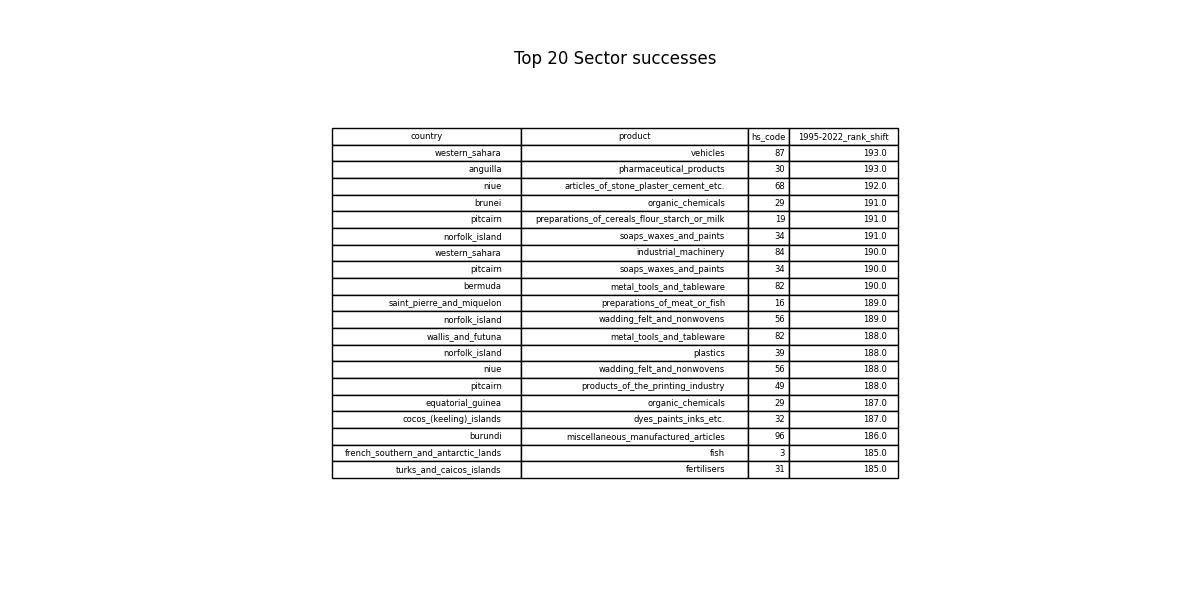 Top 20 Sector successes
country product hs_code 1995-2022_rank_shift
western_sahara vehicles 87 193.0
anguilla pharmaceutical_products 30 193.0
niue articles_of_stone_plaster_cement_etc. 68 192.0
brunei organic_chemicals 29 191.0
pitcairn preparations_of_cereals_flour_starch_or_milk 19 191.0
norfolk_island soaps_waxes_and_paints 34 191.0
western_sahara industrial_machinery 84 190.0
pitcairn soaps_waxes_and_paints 34 190.0
bermuda metal_tools_and_tableware 82 190.0
saint_pierre_and_miquelon preparations_of_meat_or_fish 16 189.0
norfolk_island wadding_felt_and_nonwovens 56 189.0
wallis_and_futuna metal_tools_and_tableware 82 188.0
norfolk_island plastics 39 188.0
niue wadding_felt_and_nonwovens 56 188.0
pitcairn products_of_the_printing_industry 49 188.0
equatorial_guinea organic_chemicals 29 187.0
cocos_(keeling)_islands dyes_paints_inks_etc. 32 187.0
burundi miscellaneous_manufactured_articles 96 186.0
french_southern_and_antarctic_lands fish 3 185.0
turks_and_caicos_islands fertilisers 31 185.0